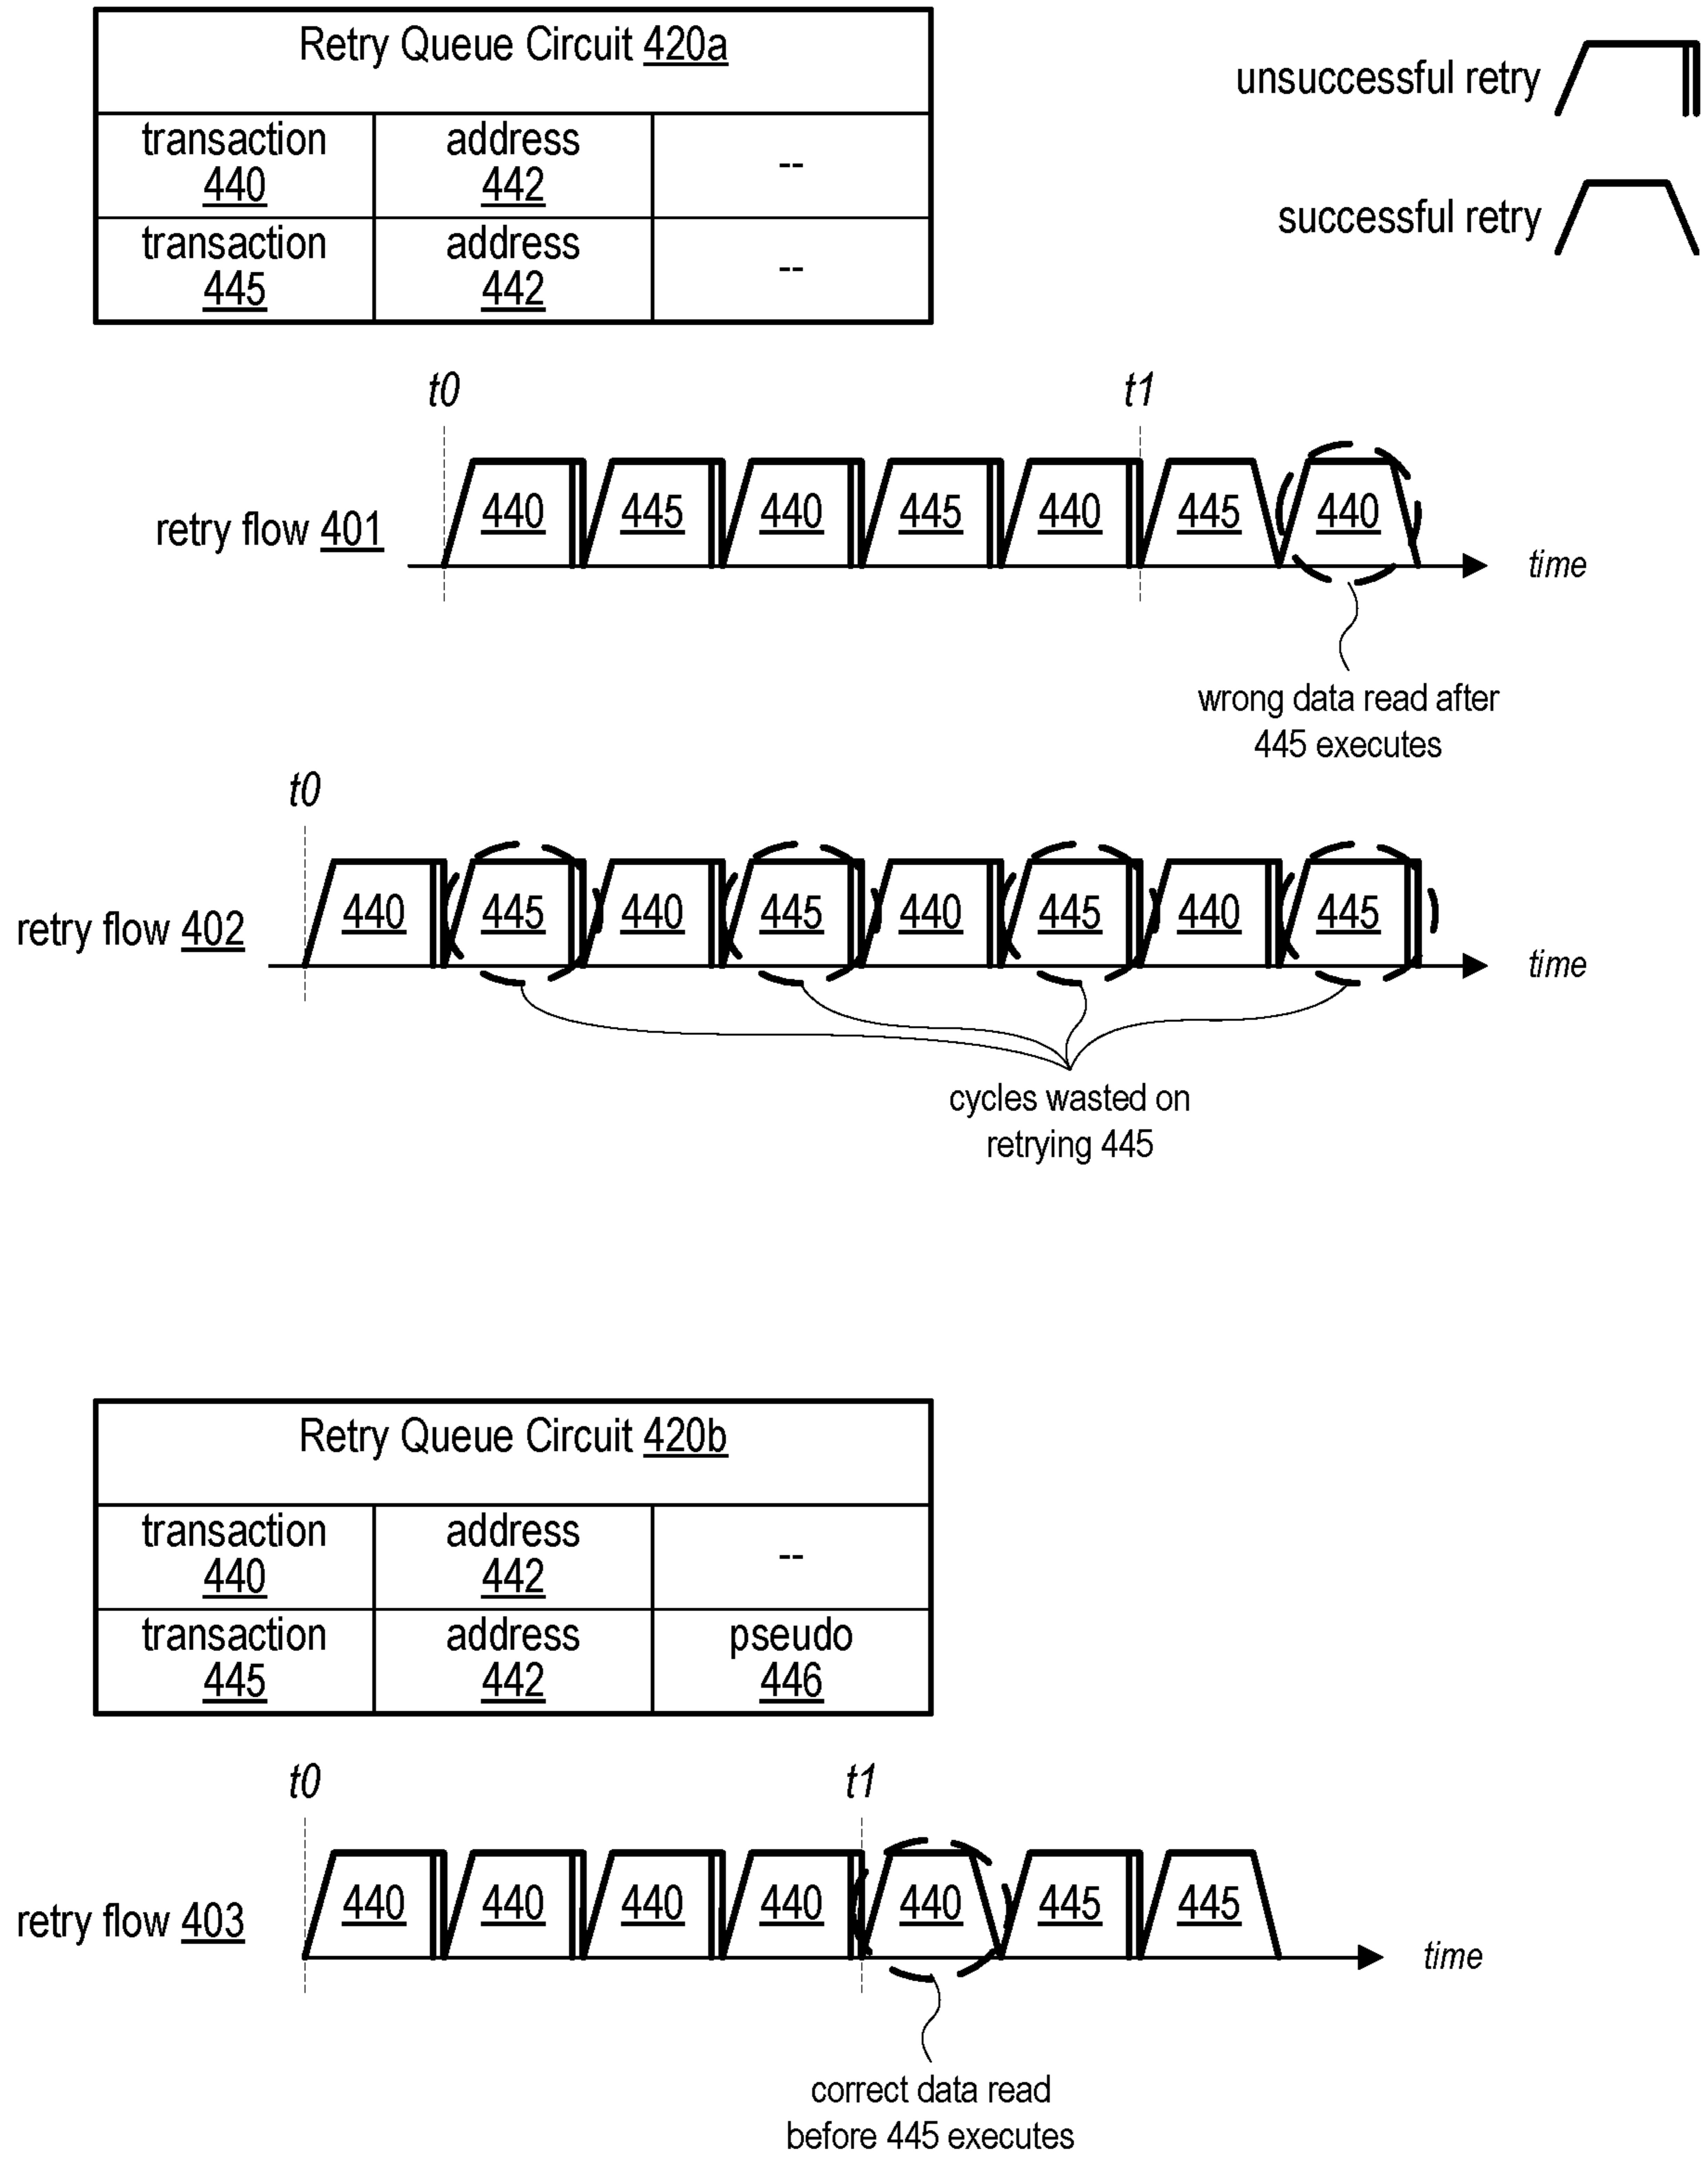 Retry Queue Circuit 420a
transaction 440
address 442
--
transaction 445
address 442
--
unsuccessful retry
successful retry
t0
t1
retry flow 401
440 445 440 445 440 445 440
time
wrong data read after
445 executes
t0
retry flow 402
440 445 440 445 440 445 440 445
time
cycles wasted on
retrying 445
Retry Queue Circuit 420b
transaction 440
address 442
--
transaction 445
address 442
pseudo 446
t0
t1
retry flow 403
440 440 440 440 440 445 445
time
correct data read
before 445 executes